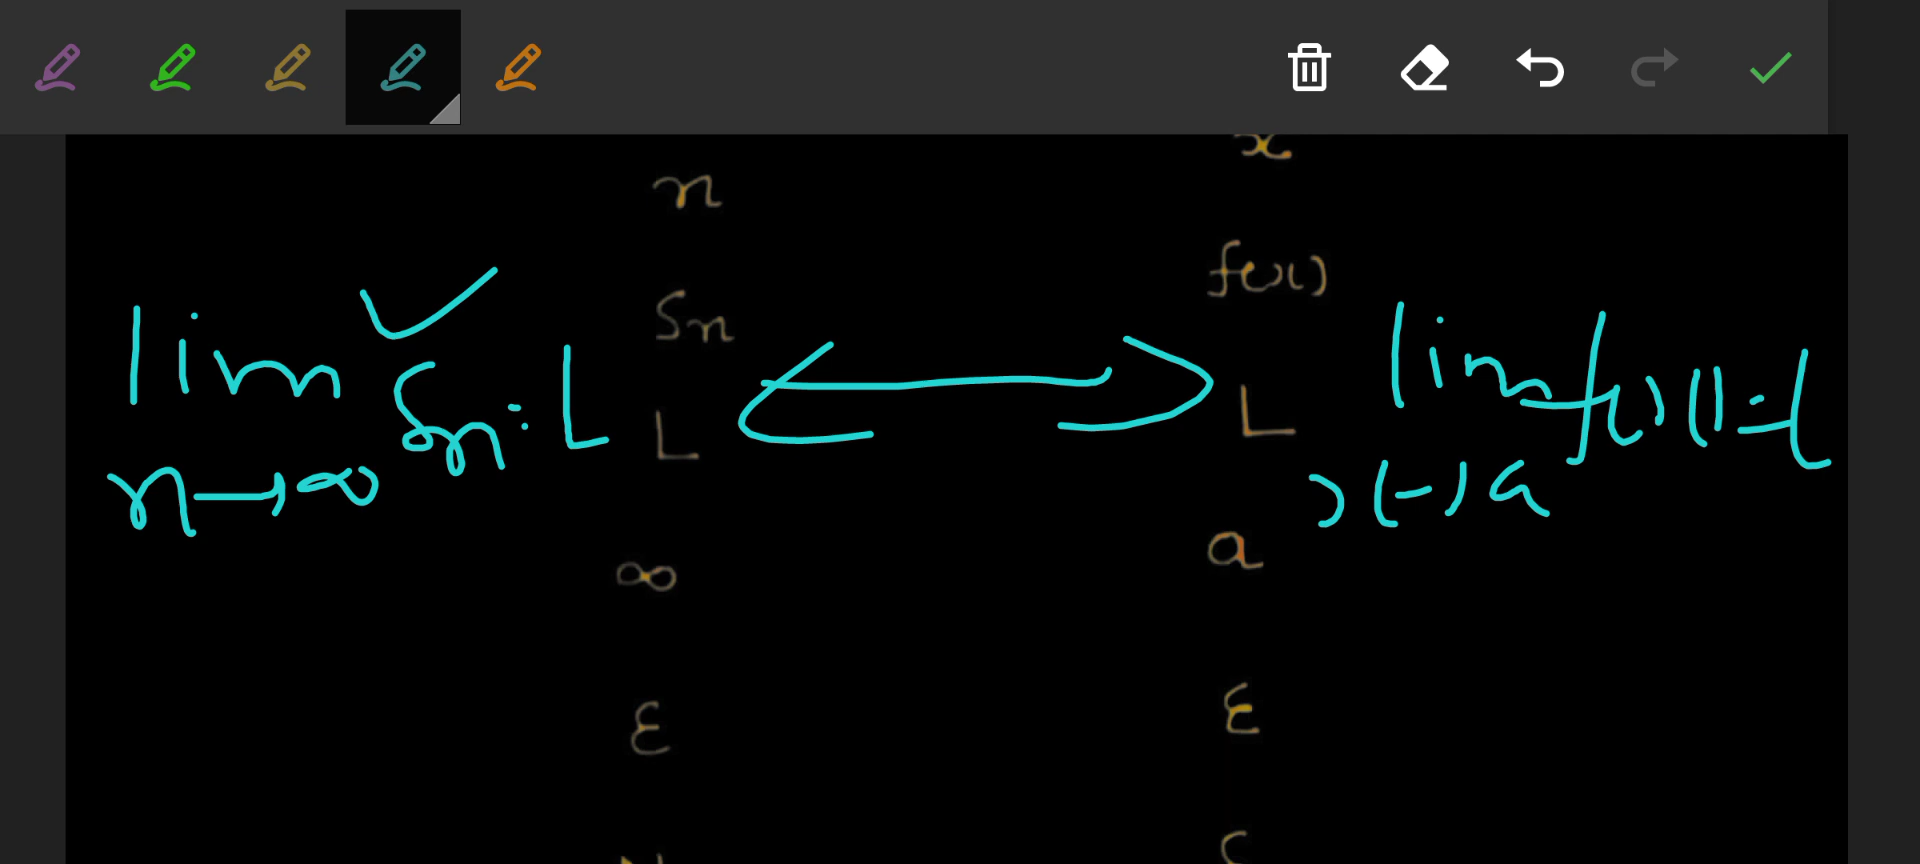 x
n
f(x)
Sn
lim Sn = L
n→∞
L
L
lim f(x) = L
x→a
∞
a
ε
ε